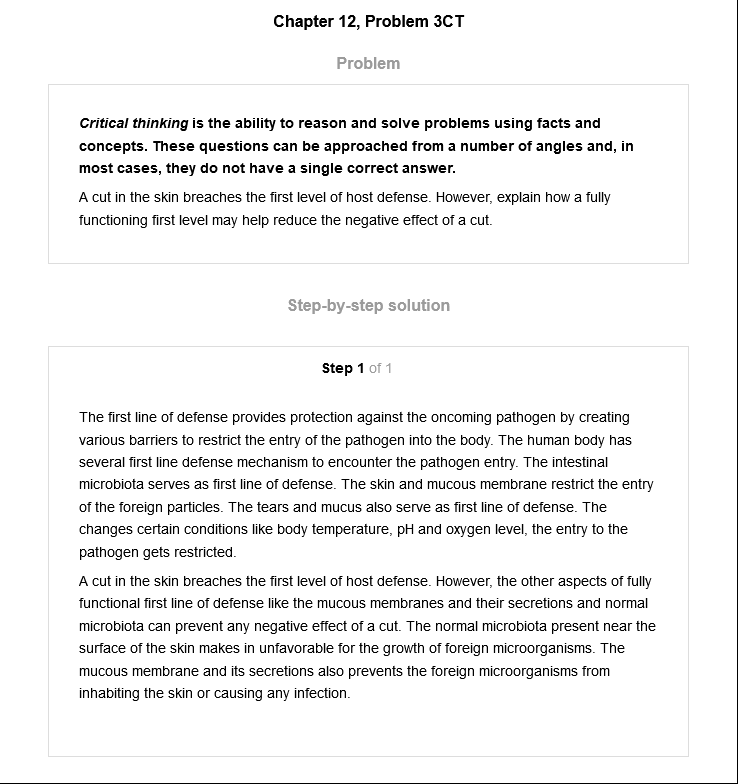 Chapter 12, Problem 3CT
Problem
Critical thinking is the ability to reason and solve problems using facts and
concepts. These questions can be approached from a number of angles and, in
most cases, they do not have a single correct answer.
A cut in the skin breaches the first level of host defense. However, explain how a fully
functioning first level may help reduce the negative effect of a cut.
Step-by-step solution
Step 1 of 1
The first line of defense provides protection against the oncoming pathogen by creating
various barriers to restrict the entry of the pathogen into the body. The human body has
several first line defense mechanism to encounter the pathogen entry. The intestinal
microbiota serves as first line of defense. The skin and mucous membrane restrict the entry
of the foreign particles. The tears and mucus also serve as first line of defense. The
changes certain conditions like body temperature, pH and oxygen level, the entry to the
pathogen gets restricted.
A cut in the skin breaches the first level of host defense. However, the other aspects of fully
functional first line of defense like the mucous membranes and their secretions and normal
microbiota can prevent any negative effect of a cut. The normal microbiota present near the
surface of the skin makes in unfavorable for the growth of foreign microorganisms. The
mucous membrane and its secretions also prevents the foreign microorganisms from
inhabiting the skin or causing any infection.